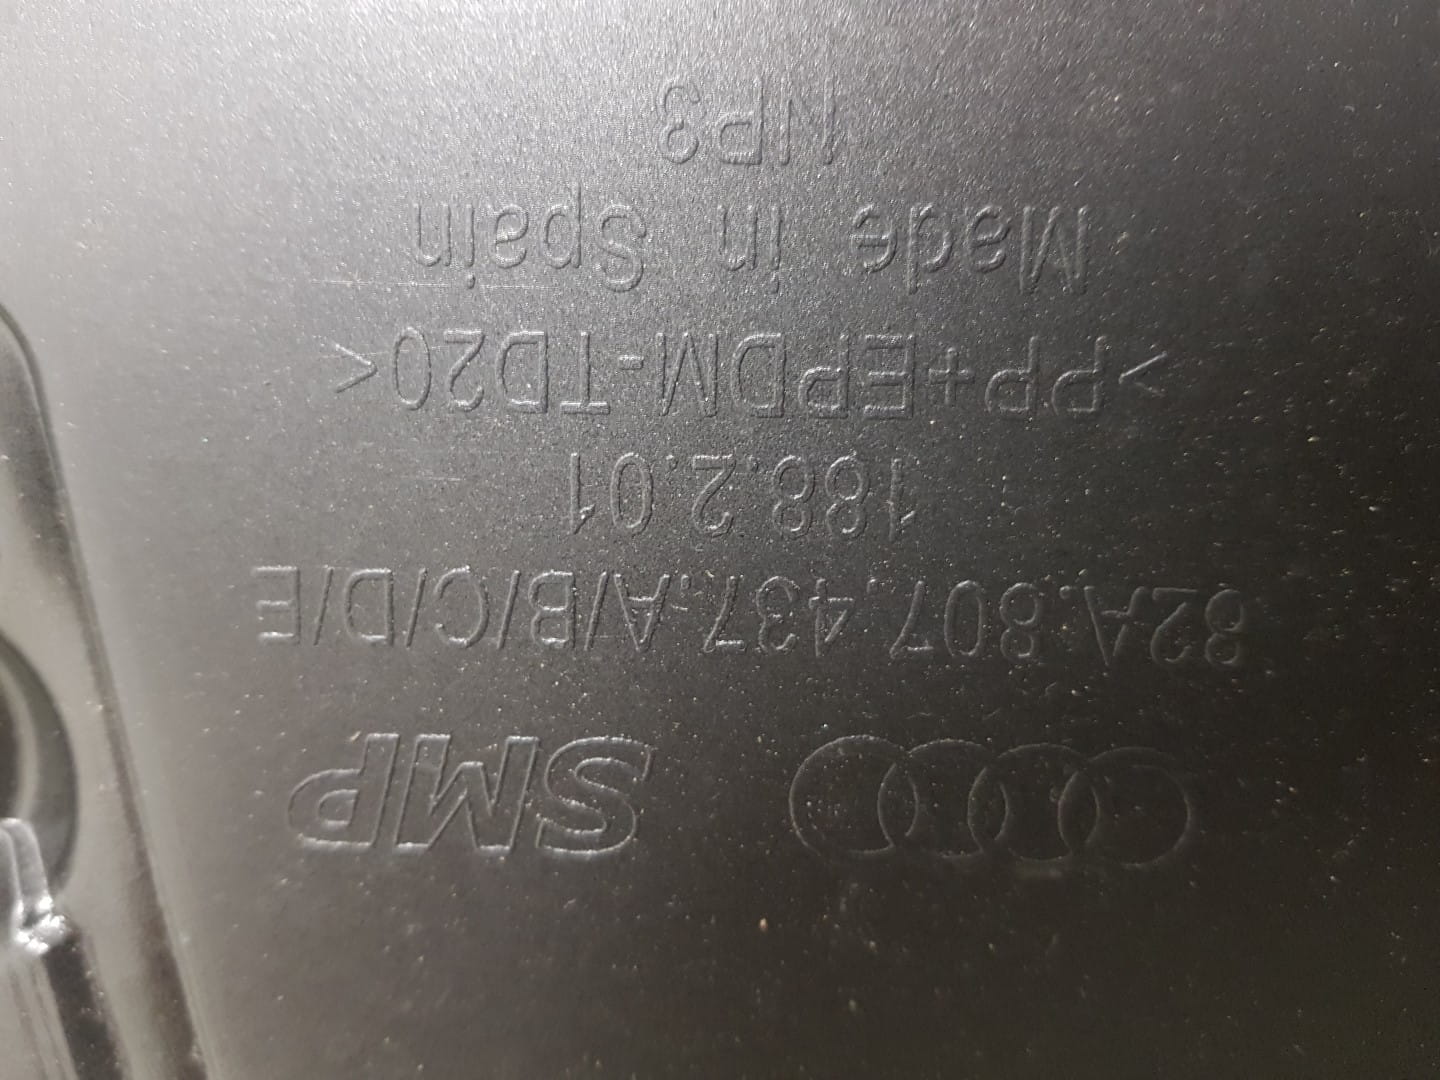 SMP
82A.807.437.A/B/C/D/E
188.2.01
>PP+EPDM-TD20<
Made in Spain
NP3